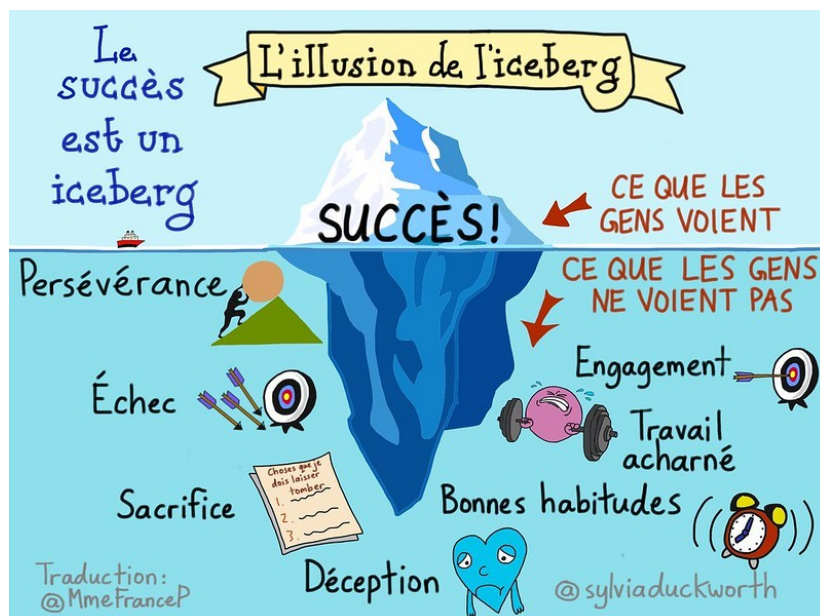 Le
succès
est un
iceberg
L'illusion de l'iceberg
SUCCÈS!
CE QUE LES
GENS VOIENT
CE QUE LES GENS
NE VOIENT PAS
Persévérance
Échec
Sacrifice
Choses que je
dois laisser
tomber
1.
2.
3.
Déception
Engagement
Travail
acharné
Bonnes habitudes
Traduction:
@MmeFranceP
@sylviaduckworth